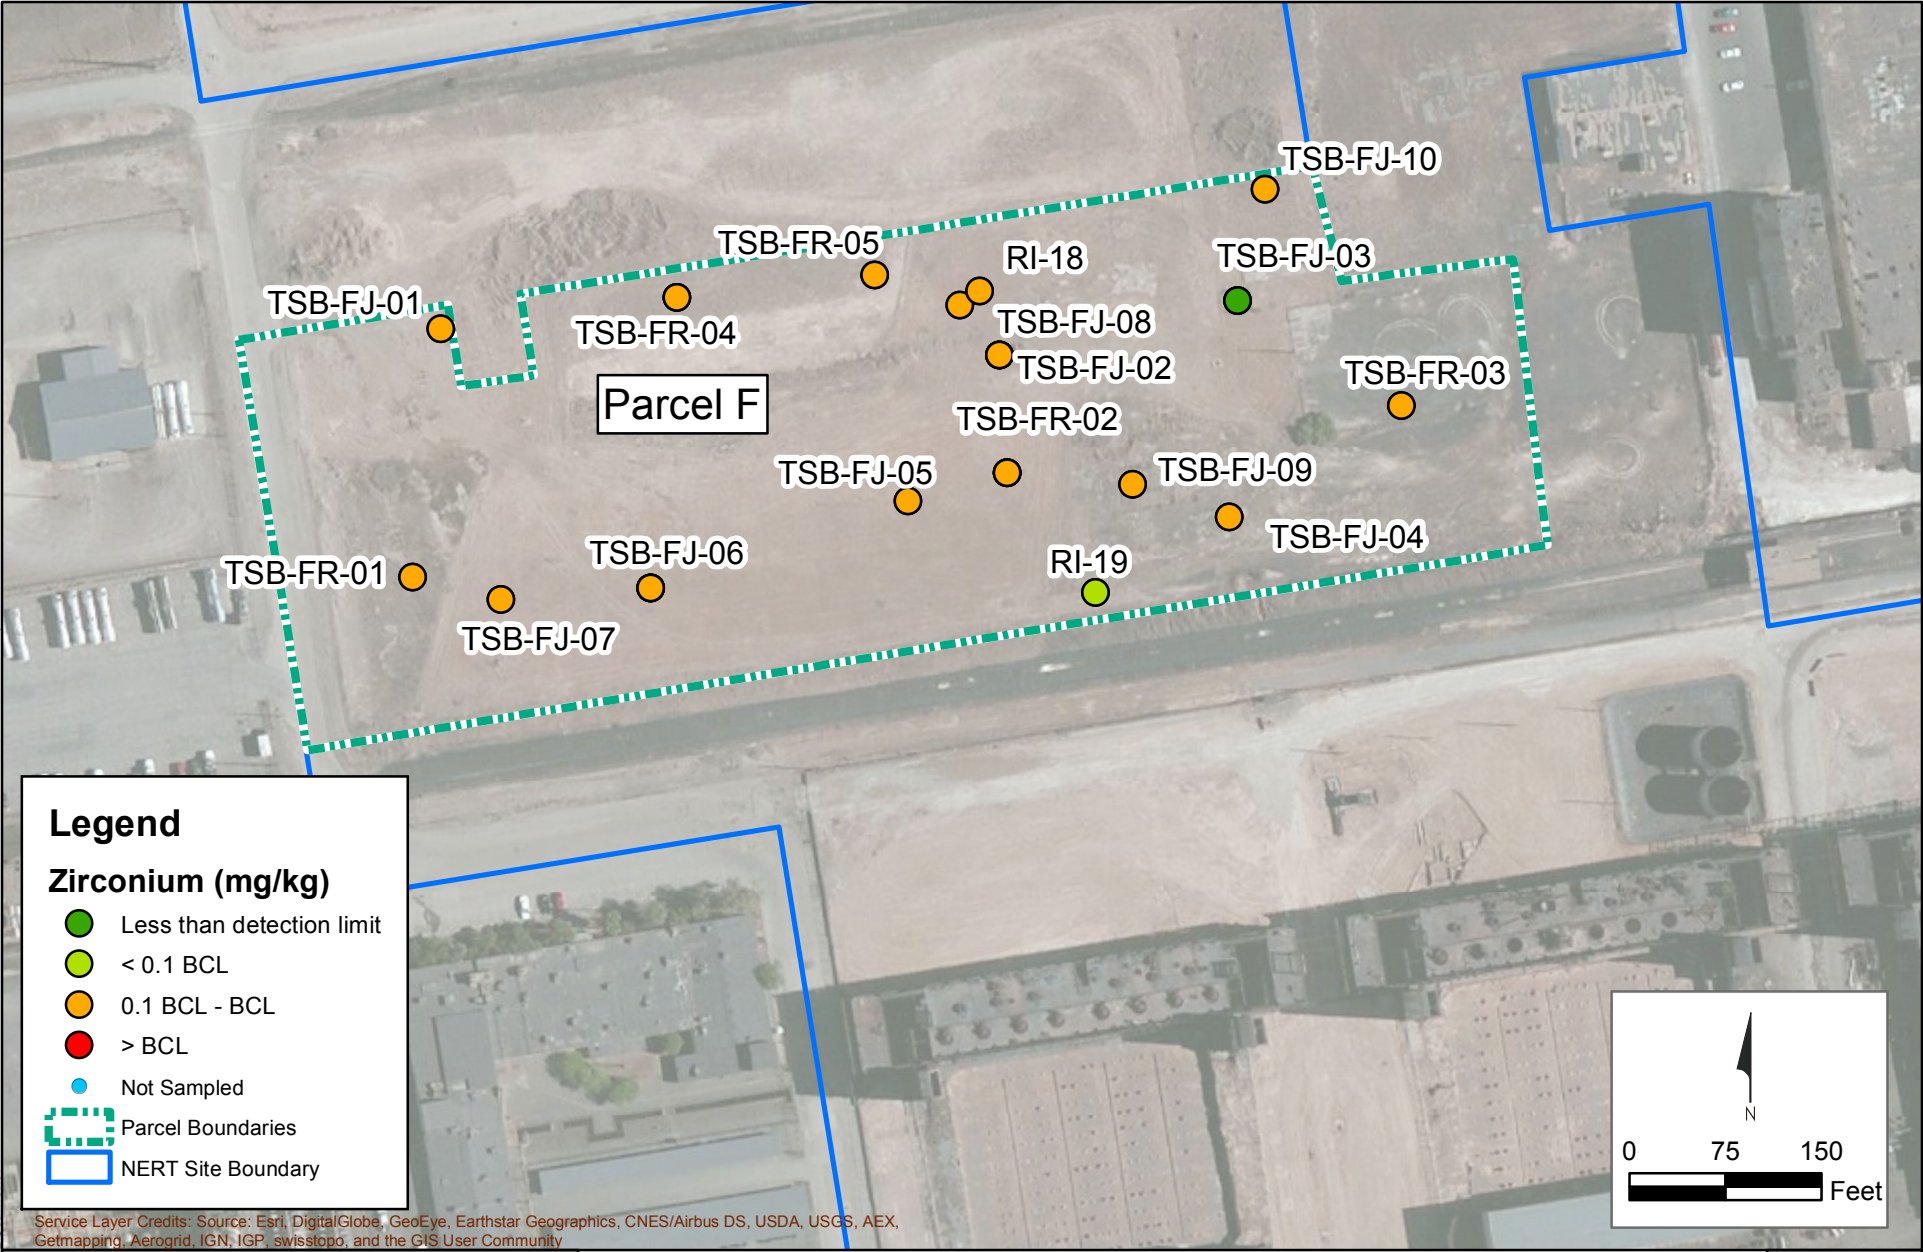 TSB-FJ-10
TSB-FR-05
RI-18
TSB-FJ-03
TSB-FJ-01
TSB-FR-04
TSB-FJ-08
TSB-FJ-02
TSB-FR-03
Parcel F
TSB-FR-02
TSB-FJ-05
TSB-FJ-09
TSB-FJ-04
TSB-FJ-06
RI-19
TSB-FR-01
TSB-FJ-07
Legend
Zirconium (mg/kg)
Less than detection limit
< 0.1 BCL
0.1 BCL - BCL
> BCL
Not Sampled
Parcel Boundaries
NERT Site Boundary
N
0 75 150
Feet
Service Layer Credits: Source: Esri, DigitalGlobe, GeoEye, Earthstar Geographics, CNES/Airbus DS, USDA, USGS, AEX,
Getmapping, Aerogrid, IGN, IGP, swisstopo, and the GIS User Community